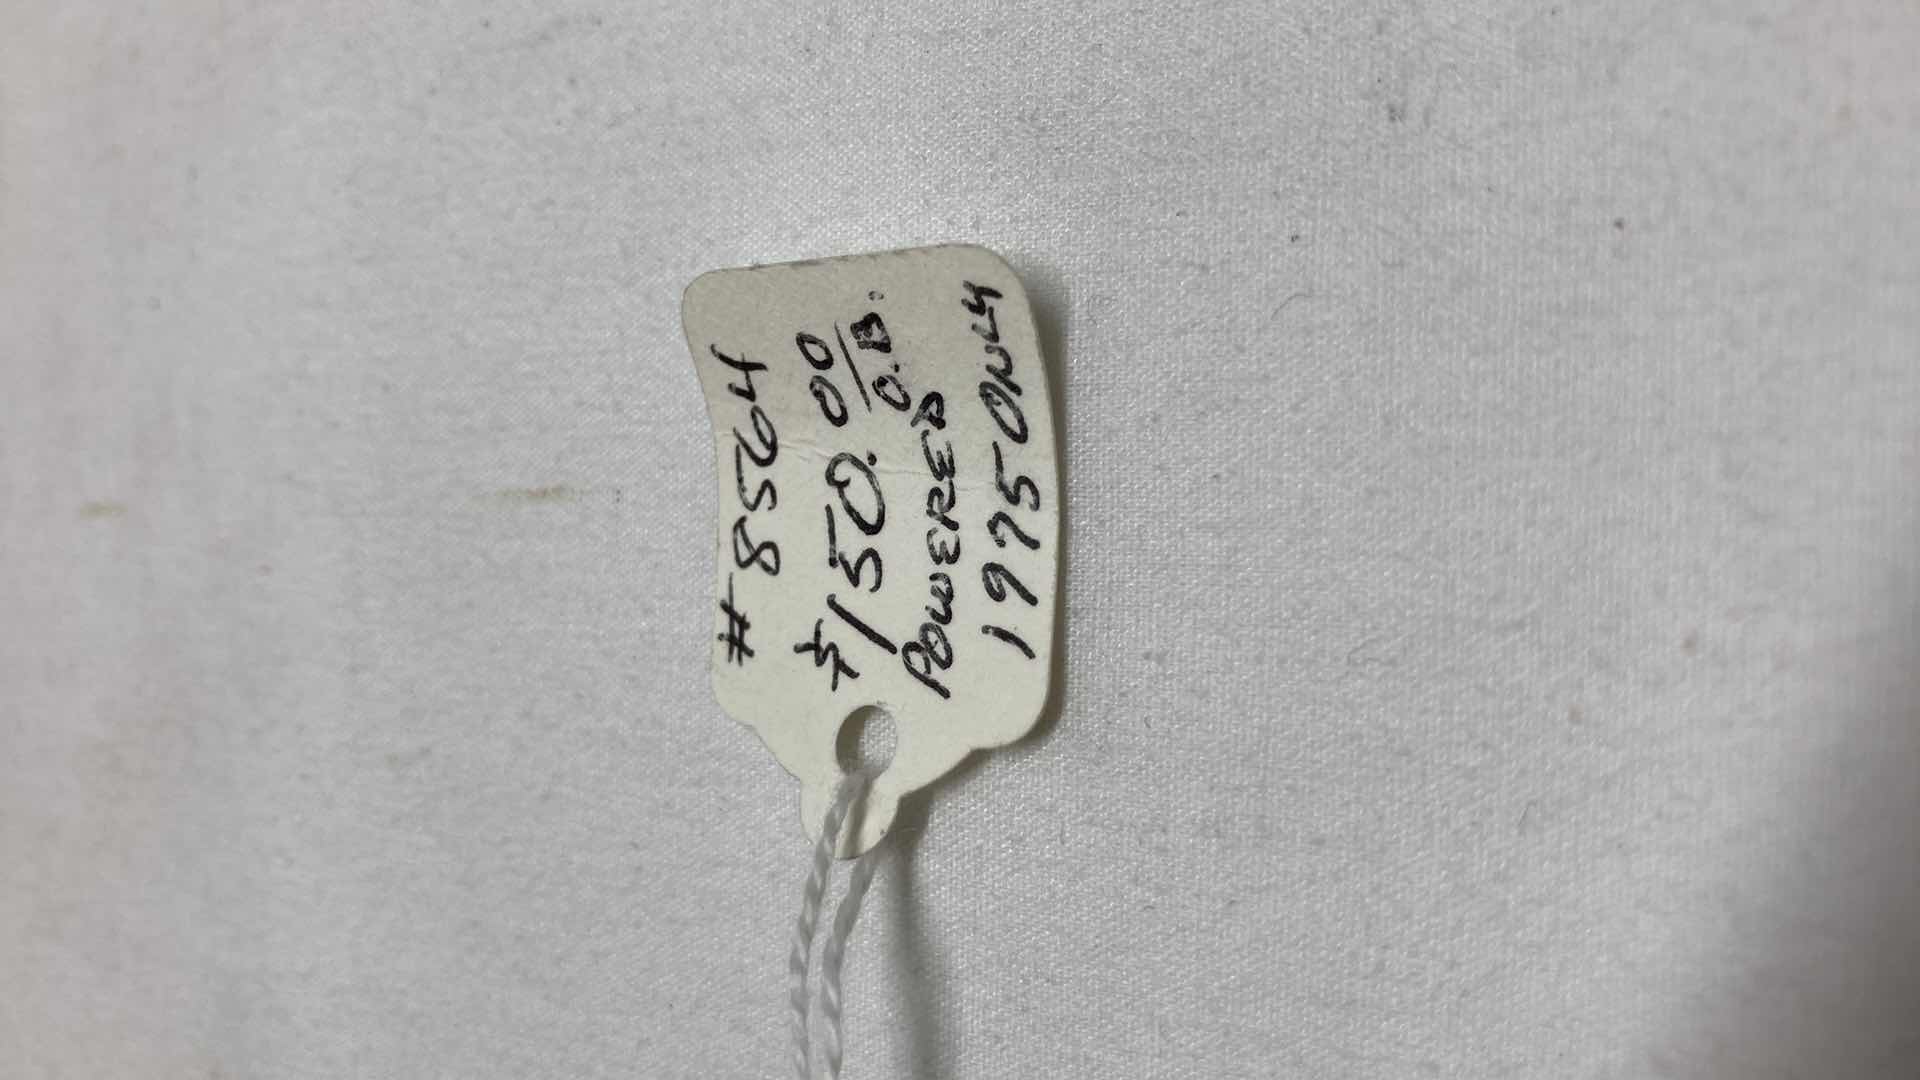 #8564
$150.00
O.B.
POWERED
1975 ONLY